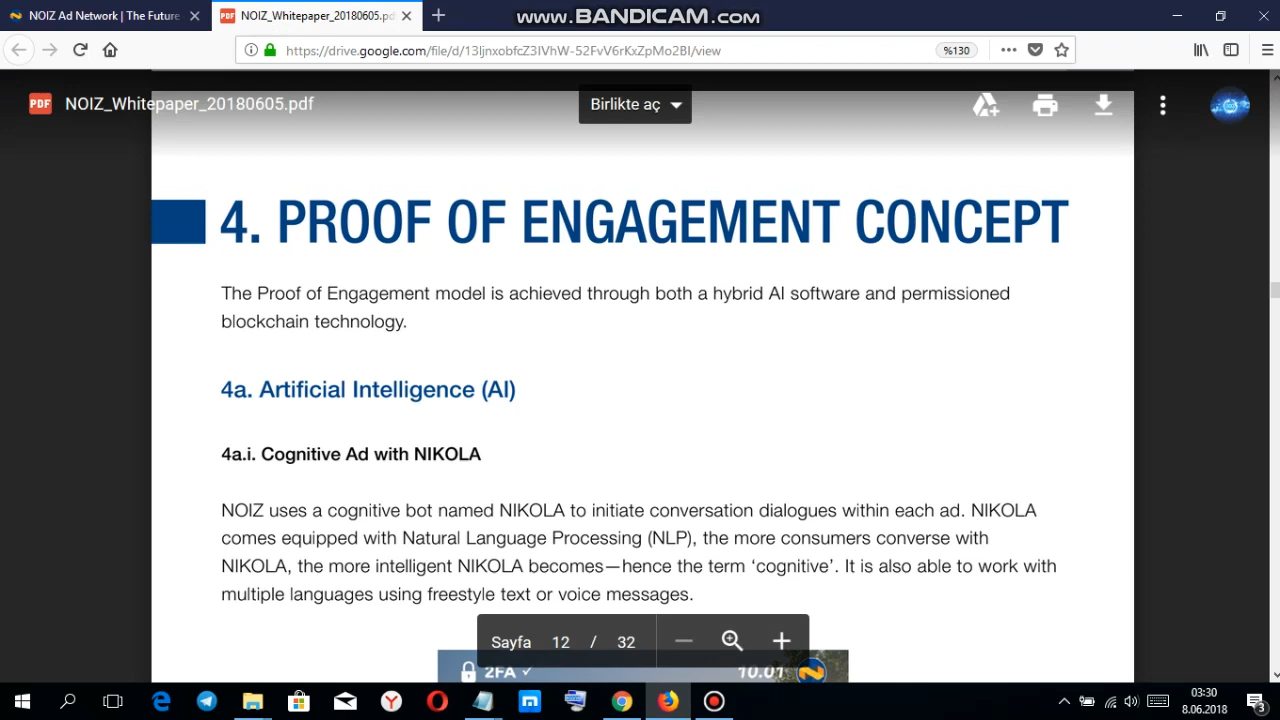 NOIZ Ad Network | The Future
NOIZ_Whitepaper_20180605.pd
www.BANDICAM.com
https://drive.google.com/file/d/13ljnxobfcZ3IVhW-52FvV6rKxZpMo2BI/view
%130
PDF NOIZ_Whitepaper_20180605.pdf
Birlikte aç
4. PROOF OF ENGAGEMENT CONCEPT
The Proof of Engagement model is achieved through both a hybrid AI software and permissioned
blockchain technology.
4a. Artificial Intelligence (AI)
4a.i. Cognitive Ad with NIKOLA
NOIZ uses a cognitive bot named NIKOLA to initiate conversation dialogues within each ad. NIKOLA
comes equipped with Natural Language Processing (NLP), the more consumers converse with
NIKOLA, the more intelligent NIKOLA becomes—hence the term ‘cognitive’. It is also able to work with
multiple languages using freestyle text or voice messages.
Sayfa 12 / 32
2FA ✓ 10.01
03:30
8.06.2018
3